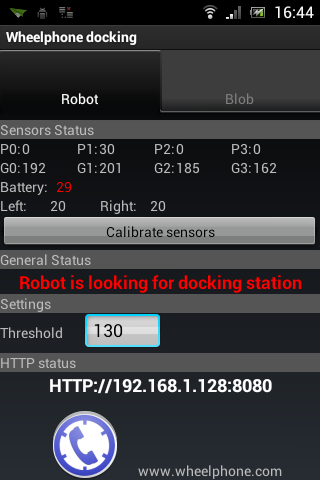 16:44
Wheelphone docking
Robot Blob
Sensors Status
P0:0 P1:30 P2:0 P3:0
G0:192 G1:201 G2:185 G3:162
Battery: 29
Left: 20 Right: 20
Calibrate sensors
General Status
Robot is looking for docking station
Settings
Threshold 130
HTTP status
HTTP://192.168.1.128:8080
www.wheelphone.com